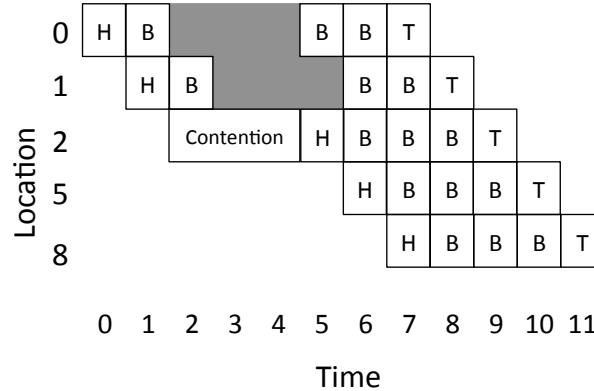 0 H B B B T
1 H B B B T
2 Contention H B B B T
5 H B B B T
8 H B B B T
Location
0 1 2 3 4 5 6 7 8 9 10 11
Time